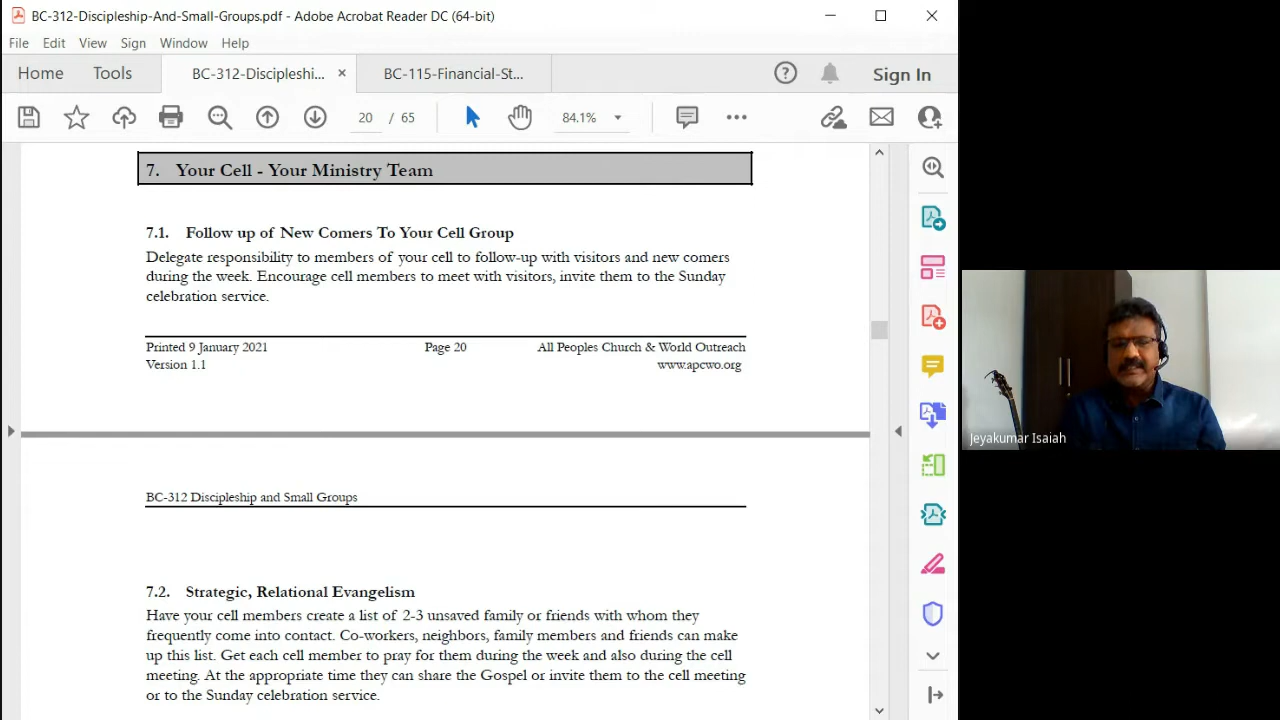 BC-312-Discipleship-And-Small-Groups.pdf - Adobe Acrobat Reader DC (64-bit)
File Edit View Sign Window Help
Home Tools BC-312-Discipleshi... × BC-115-Financial-St... ? Sign In
20 / 65 84.1%
7. Your Cell - Your Ministry Team
7.1. Follow up of New Comers To Your Cell Group
Delegate responsibility to members of your cell to follow-up with visitors and new comers
during the week. Encourage cell members to meet with visitors, invite them to the Sunday
celebration service.
Printed 9 January 2021 Page 20 All Peoples Church & World Outreach
Version 1.1 www.apcwo.org
Jeyakumar Isaiah
BC-312 Discipleship and Small Groups
7.2. Strategic, Relational Evangelism
Have your cell members create a list of 2-3 unsaved family or friends with whom they
frequently come into contact. Co-workers, neighbors, family members and friends can make
up this list. Get each cell member to pray for them during the week and also during the cell
meeting. At the appropriate time they can share the Gospel or invite them to the cell meeting
or to the Sunday celebration service.